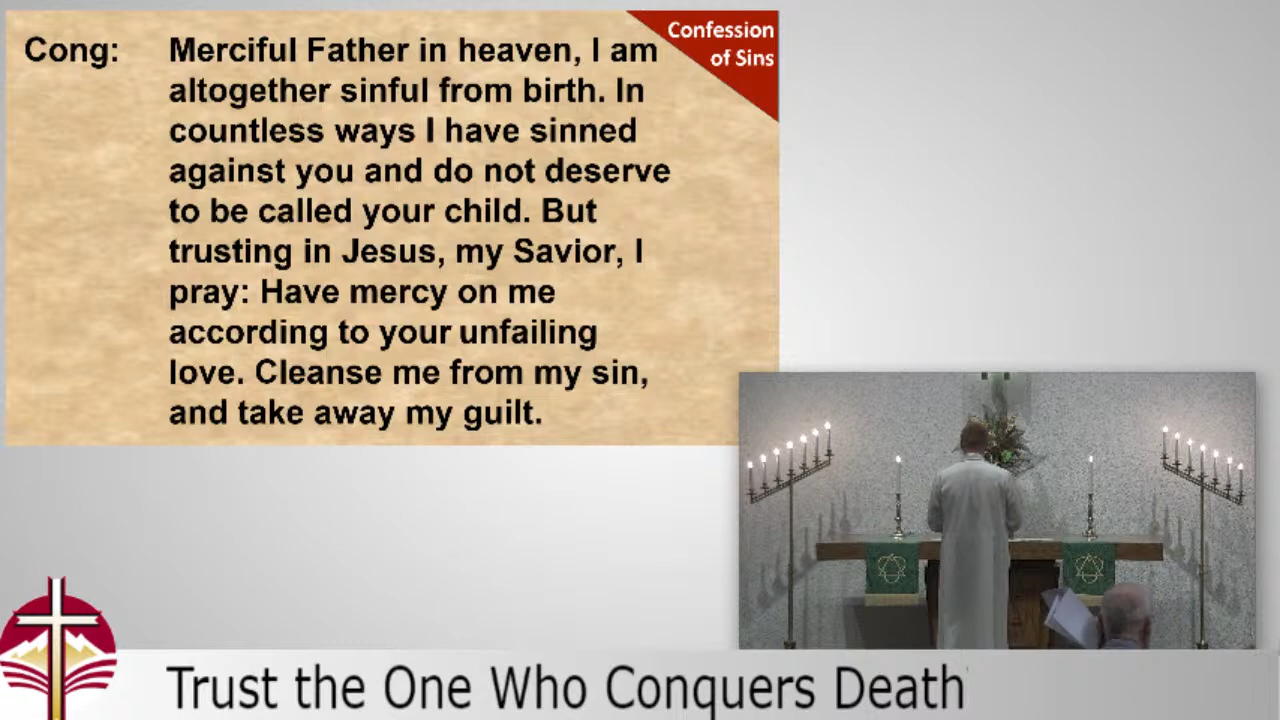 Confession
of Sins
Cong: Merciful Father in heaven, I am
altogether sinful from birth. In
countless ways I have sinned
against you and do not deserve
to be called your child. But
trusting in Jesus, my Savior, I
pray: Have mercy on me
according to your unfailing
love. Cleanse me from my sin,
and take away my guilt.
Trust the One Who Conquers Death